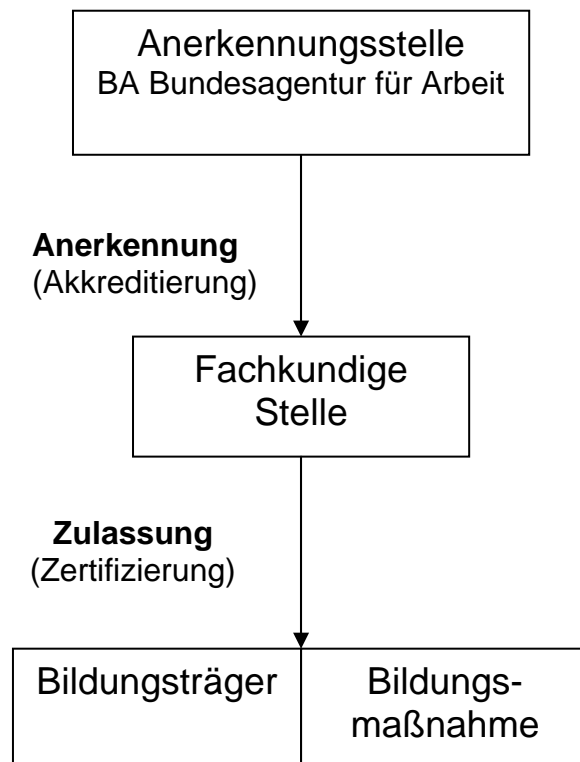 Anerkennungsstelle
BA Bundesagentur für Arbeit
Anerkennung
(Akkreditierung)
Fachkundige
Stelle
Zulassung
(Zertifizierung)
Bildungsträger
Bildungs-
maßnahme